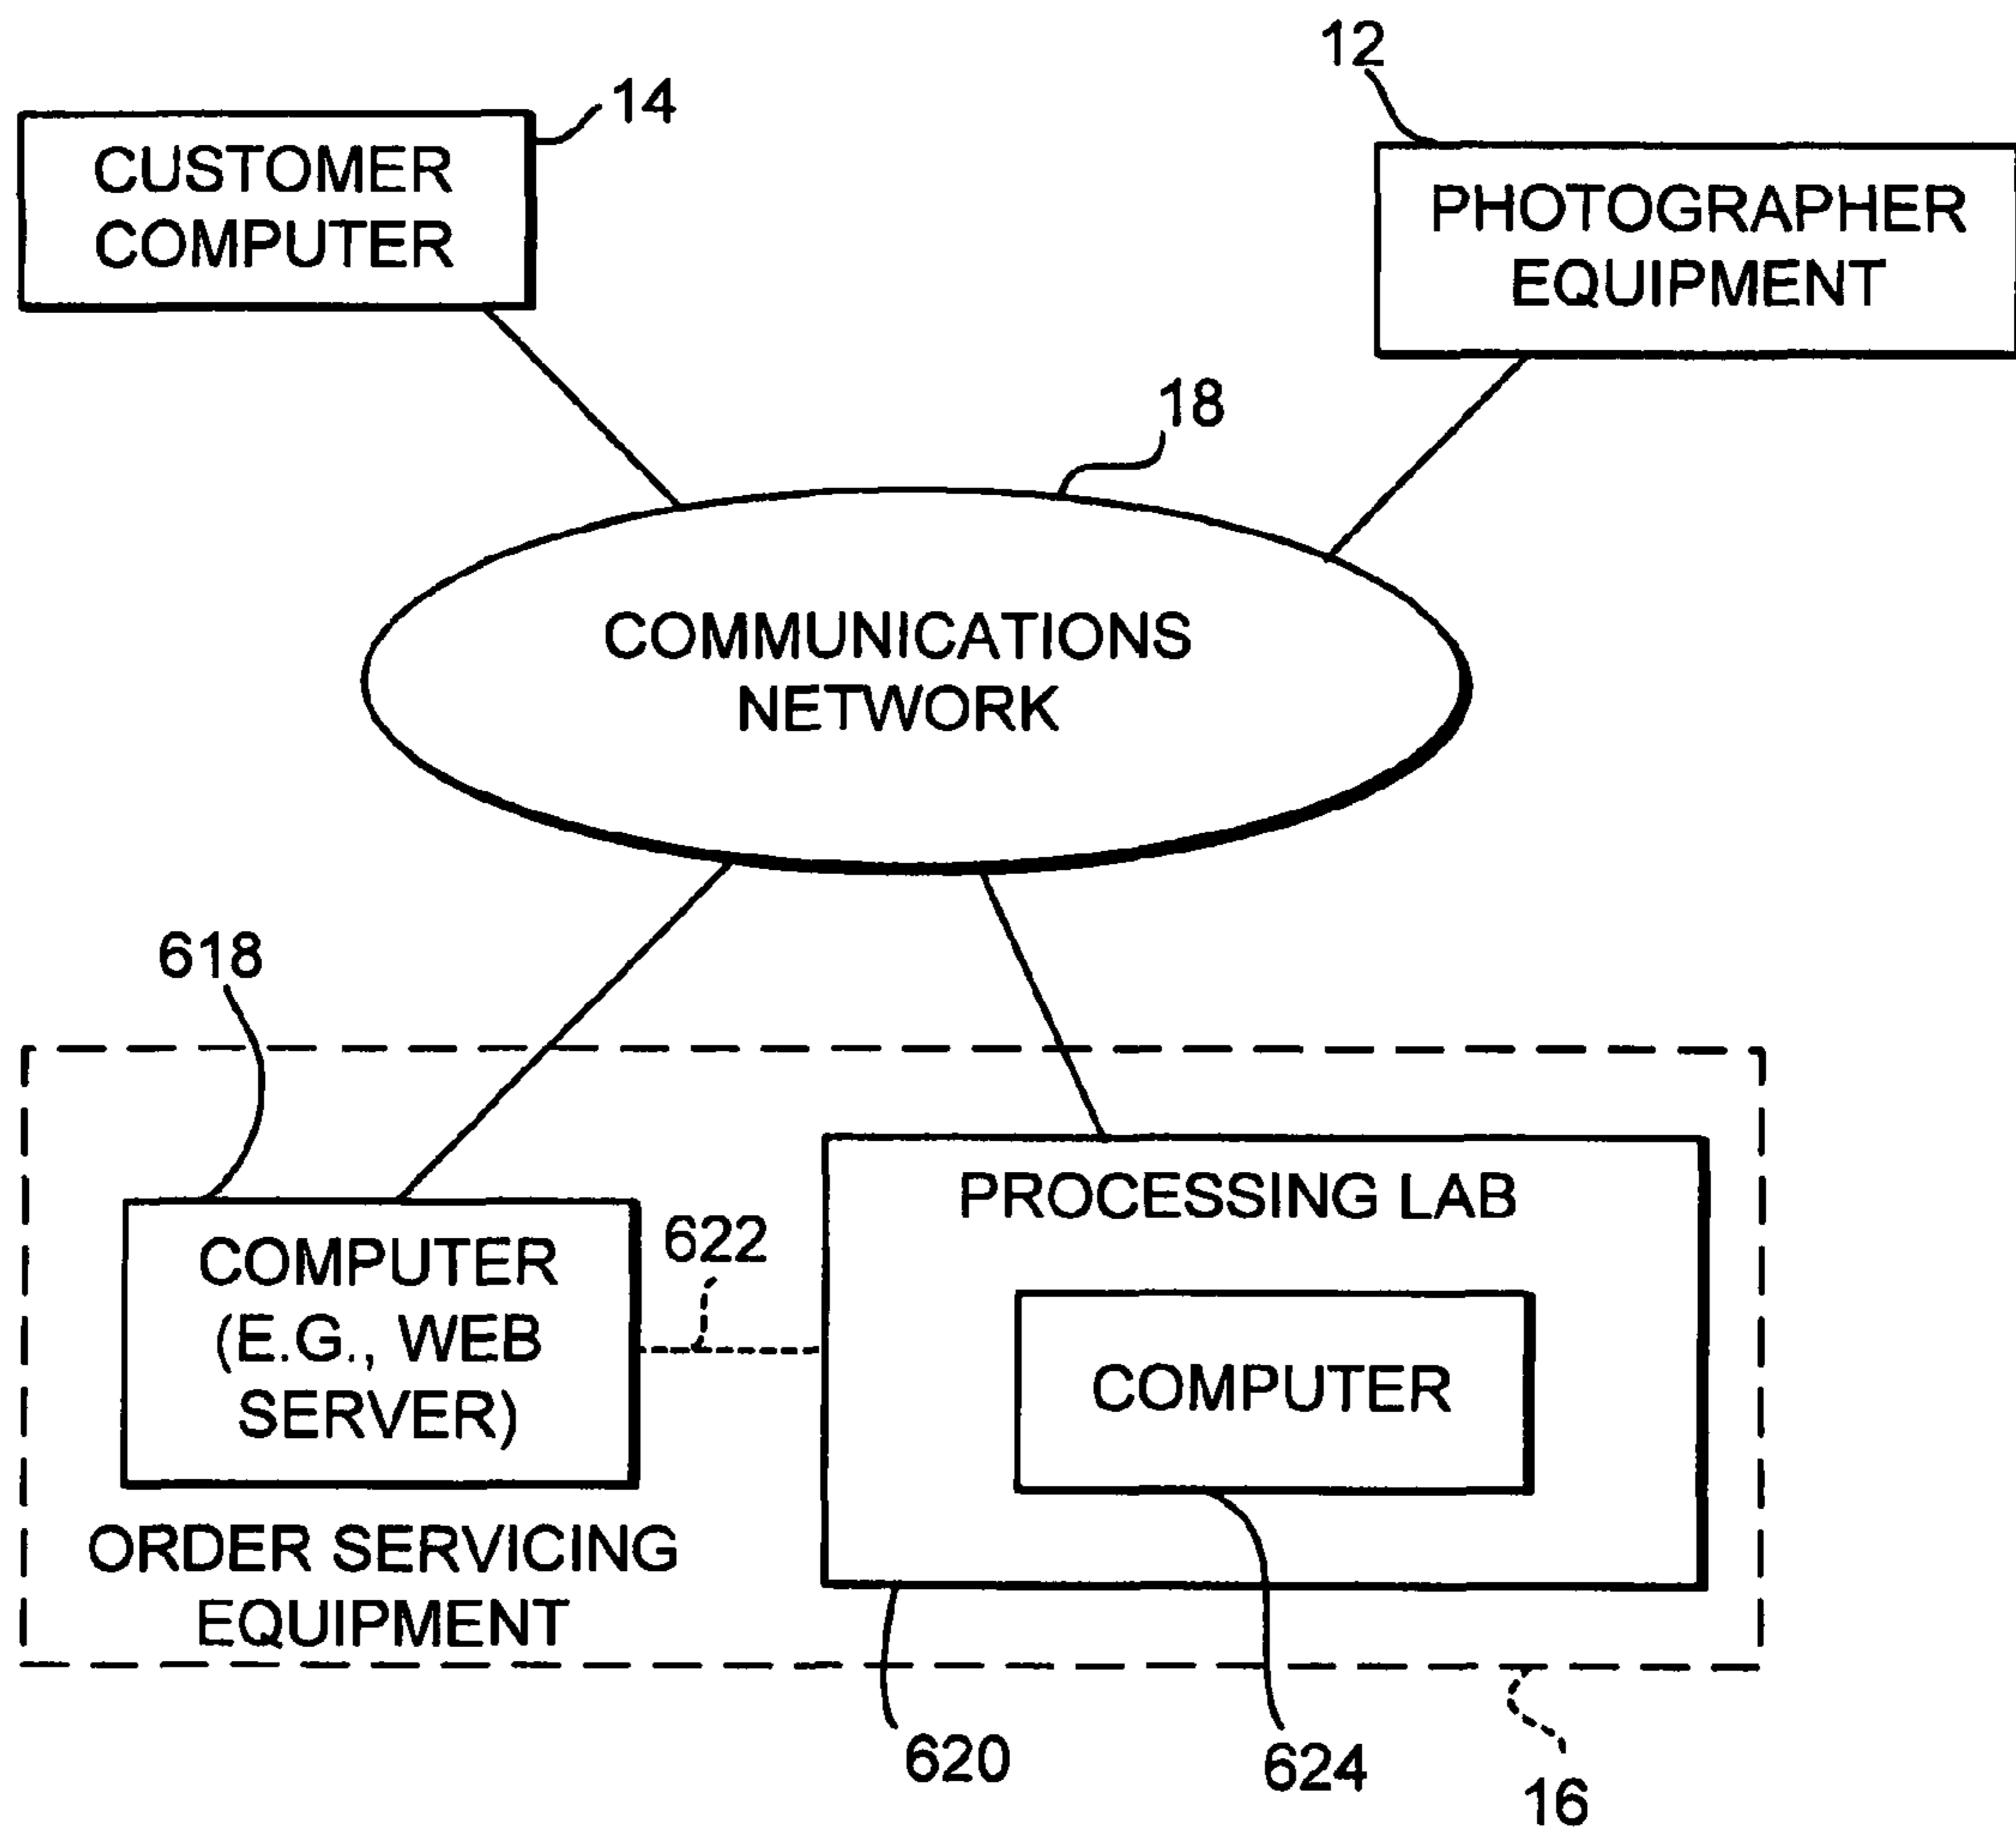 12
14
CUSTOMER
COMPUTER
PHOTOGRAPHER
EQUIPMENT
18
COMMUNICATIONS
NETWORK
618
PROCESSING LAB
622
COMPUTER
(E.G., WEB
SERVER)
COMPUTER
ORDER SERVICING
EQUIPMENT
620
624
16